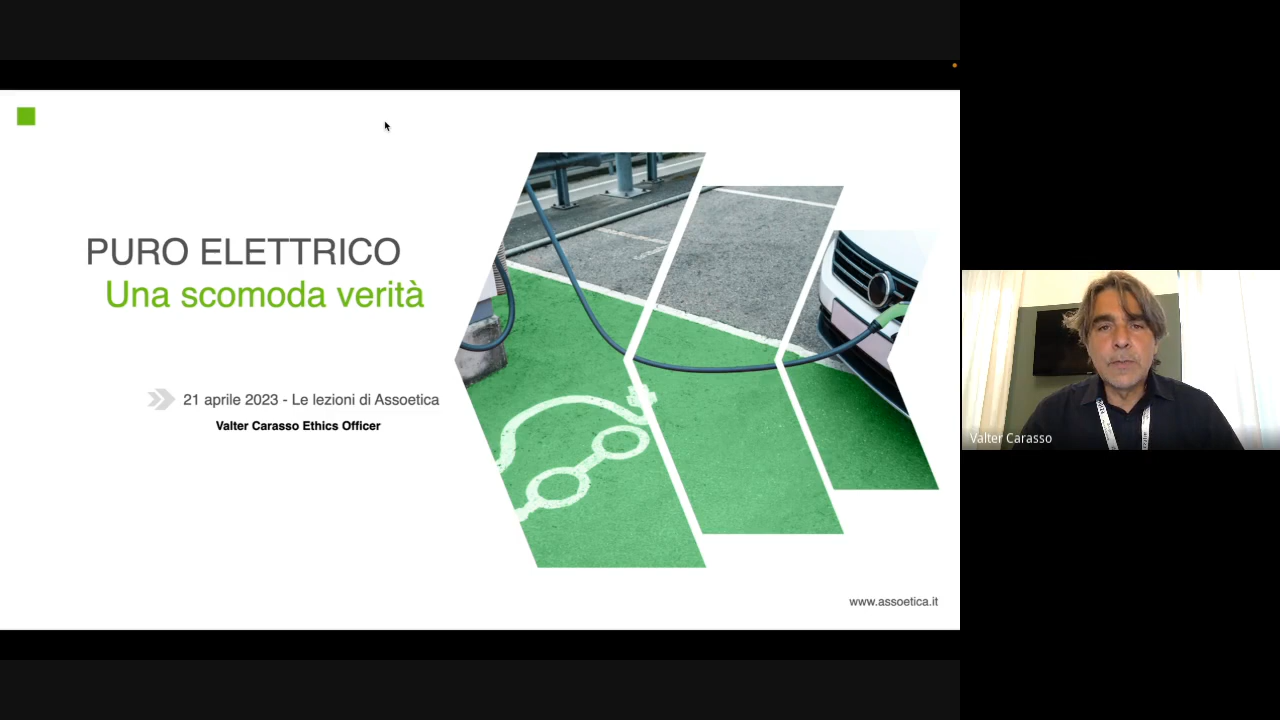 PURO ELETTRICO
Una scomoda verità
21 aprile 2023 - Le lezioni di Assoetica
Valter Carasso Ethics Officer
www.assoetica.it
Valter Carasso